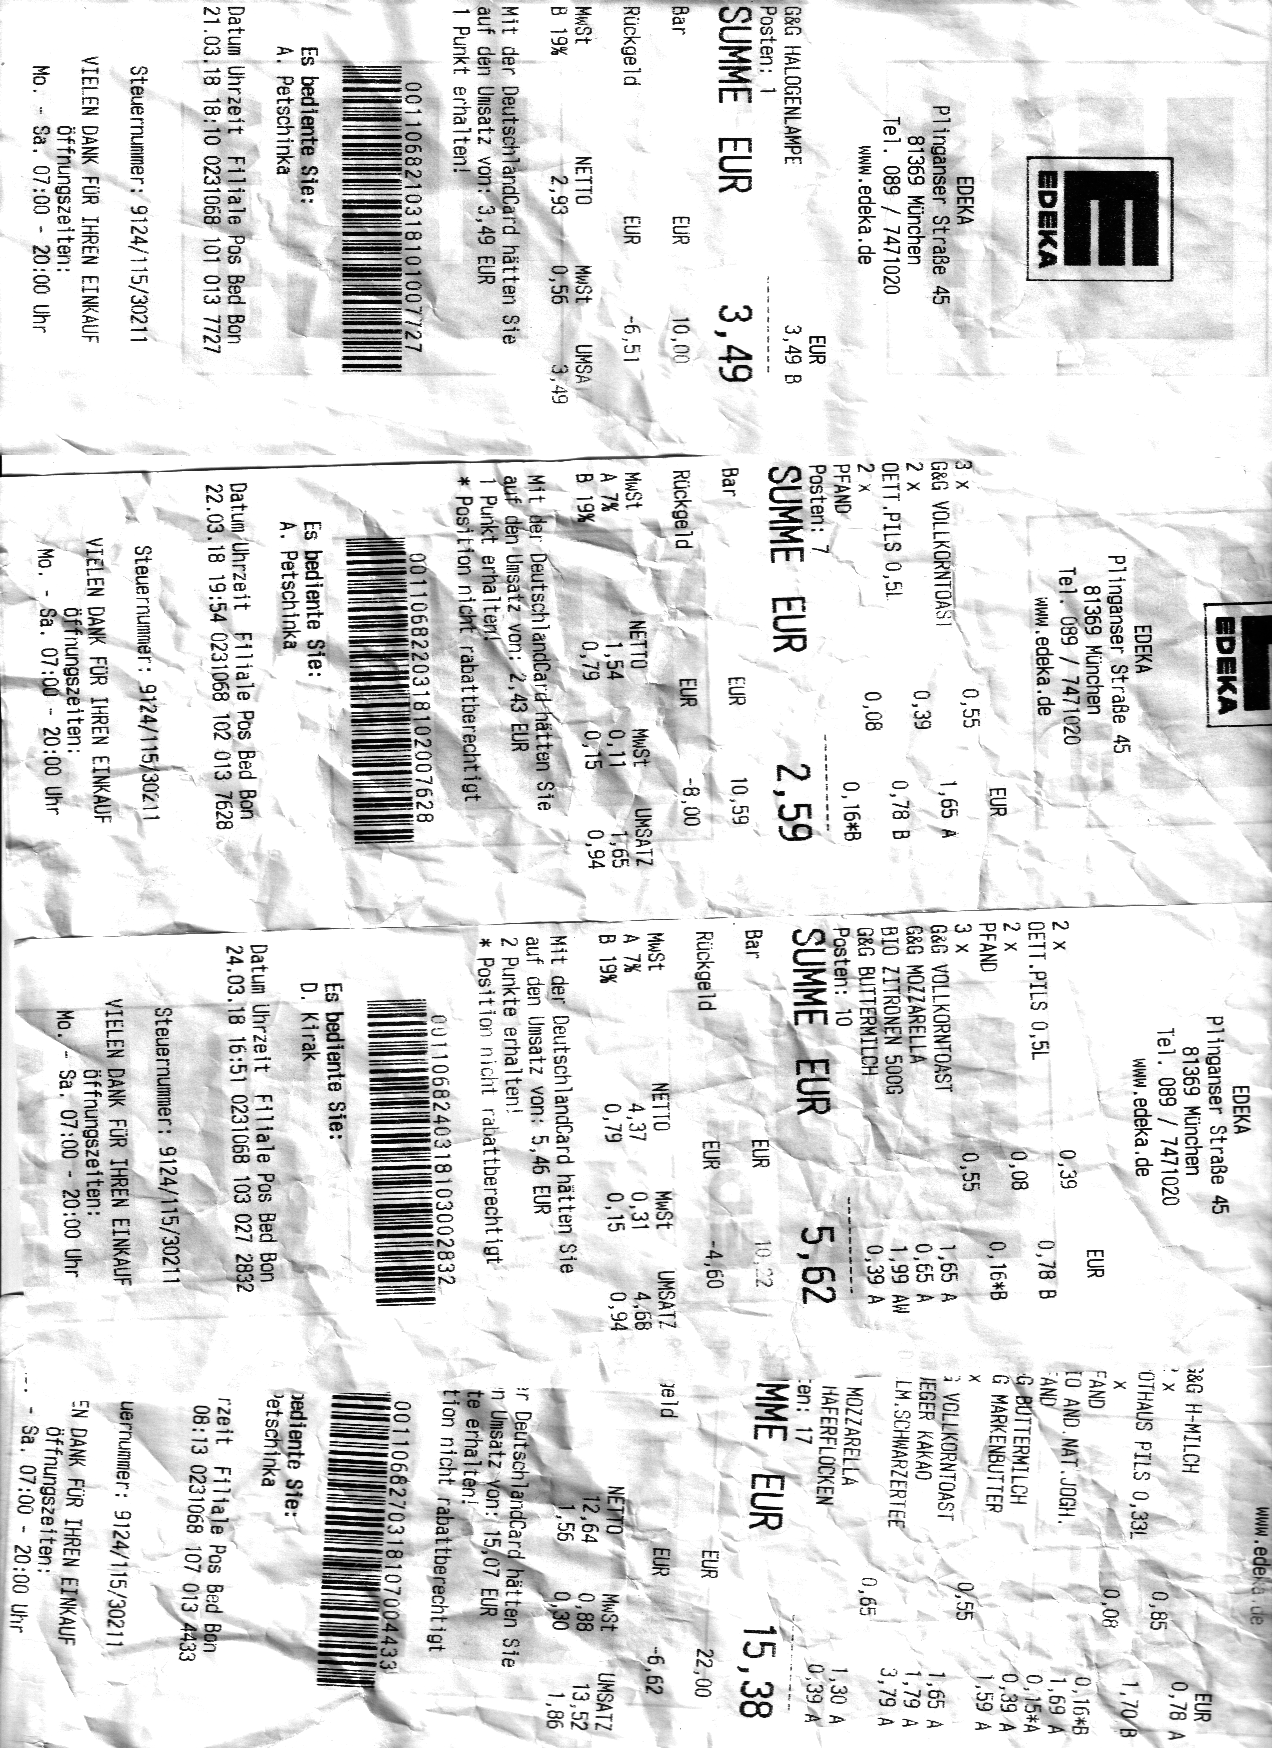 EDEKA
EDEKA
Plinganser Straße 45
81369 München
Tel. 089 / 7471020
www.edeka.de
EUR
G&G HALOGENLAMPE 3,49 B
Posten: 1
SUMME EUR 3,49
Bar EUR 10,00
Rückgeld EUR -6,51
MwSt NETTO MwSt UMSA
B 19% 2,93 0,56 3,49
Mit der DeutschlandCard hätten Sie
auf den Umsatz von: 3,49 EUR
1 Punkt erhalten!
0011068210318101007727
Es bediente Sie:
A. Petschinka
Datum Uhrzeit Filiale Pos Bed Bon
21.03.18 18:10 0231068 101 013 7727
Steuernummer: 9124/115/30211
VIELEN DANK FÜR IHREN EINKAUF
Öffnungszeiten:
Mo. - Sa. 07:00 - 20:00 Uhr
EDEKA
EDEKA
Plinganser Straße 45
81369 München
Tel. 089 / 7471020
www.edeka.de
EUR
3 x 0,55
G&G VOLLKORNTOAST 1,65 A
2 x 0,39
OETT.PILS 0,5L 0,78 B
2 x 0,08
PFAND 0,16*B
Posten: 7
SUMME EUR 2,59
Bar EUR 10,59
Rückgeld EUR -8,00
MwSt NETTO MwSt UMSATZ
A 7% 1,54 0,11 1,65
B 19% 0,79 0,15 0,94
Mit der DeutschlandCard hätten Sie
auf den Umsatz von: 2,43 EUR
1 Punkt erhalten!
* Position nicht rabattberechtigt
0011068220318102007628
Es bediente Sie:
A. Petschinka
Datum Uhrzeit Filiale Pos Bed Bon
22.03.18 19:54 0231068 102 013 7628
Steuernummer: 9124/115/30211
VIELEN DANK FÜR IHREN EINKAUF
Öffnungszeiten:
Mo. - Sa. 07:00 - 20:00 Uhr
EDEKA
Plinganser Straße 45
81369 München
Tel. 089 / 7471020
www.edeka.de
EUR
2 x 0,39
OETT.PILS 0,5L 0,78 B
2 x 0,08
PFAND 0,16*B
3 x 0,55
G&G VOLLKORNTOAST 1,65 A
G&G MOZZARELLA 0,65 A
BIO ZITRONEN 500G 1,99 AW
G&G BUTTERMILCH 0,39 A
Posten: 10
SUMME EUR 5,62
Bar EUR 10,22
Rückgeld EUR -4,60
MwSt NETTO MwSt UMSATZ
A 7% 4,37 0,31 4,68
B 19% 0,79 0,15 0,94
Mit der DeutschlandCard hätten Sie
auf den Umsatz von: 5,46 EUR
2 Punkte erhalten!
* Position nicht rabattberechtigt
0011068240318103002832
Es bediente Sie:
D. Kirak
Datum Uhrzeit Filiale Pos Bed Bon
24.03.18 16:51 0231068 103 027 2832
Steuernummer: 9124/115/30211
VIELEN DANK FÜR IHREN EINKAUF
Öffnungszeiten:
Mo. - Sa. 07:00 - 20:00 Uhr
www.edeka.de
EUR
G&G H-MILCH 0,78 A
x 0,85
OTHAUS PILS 0,33L 1,70 B
x 0,08
FAND 0,16*B
IO AND.NAT.JOGH. 1,69 A
FAND 0,15*A
G BUTTERMILCH 0,39 A
G MARKENBUTTER 1,59 A
x 0,55
VOLLKORNTOAST 1,65 A
EGER KAKAO 1,79 A
LM.SCHWARZERTEE 3,79 A
0,65
MOZZARELLA 1,30 A
HAFERFLOCKEN 0,39 A
ten: 17
MME EUR 15,38
EUR 22,00
geld EUR -6,62
NETTO MwSt UMSATZ
12,64 0,88 13,52
1,56 0,30 1,86
r DeutschlandCard hätten Sie
n Umsatz von: 15,07 EUR
te erhalten!
tion nicht rabattberechtigt
0011068270318107004433
ediente Sie:
etschinka
rzeit Filiale Pos Bed Bon
08:13 0231068 107 013 4433
uernummer: 9124/115/30211
EN DANK FÜR IHREN EINKAUF
Öffnungszeiten:
- Sa. 07:00 - 20:00 Uhr